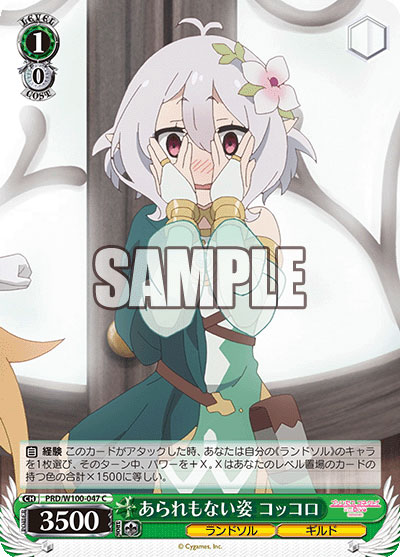 LEVEL
1
0
COST
SAMPLE
経験 このカードがアタックした時、あなたは自分の《ランドソル》のキャラ
を1枚選び、そのターン中、パワーを＋X。Xはあなたのレベル置場のカードの
持つ色の合計×1500に等しい。
CH PRD/W100-047 C
あられもない姿 コッコロ
3500
ランドソル
ギルド
© Cygames, Inc.